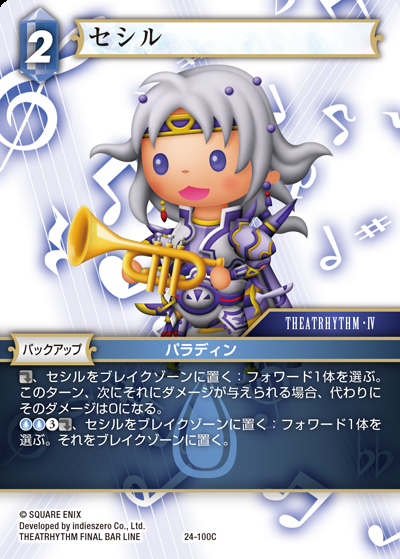 2
セシル
THEATRHYTHM・IV
バックアップ
パラディン
、セシルをブレイクゾーンに置く：フォワード1体を選ぶ。
このターン、次にそれにダメージが与えられる場合、代わりに
そのダメージは0になる。
3、セシルをブレイクゾーンに置く：フォワード1体を
選ぶ。それをブレイクゾーンに置く。
© SQUARE ENIX
Developed by indieszero Co., Ltd.
THEATRHYTHM FINAL BAR LINE
24-100C